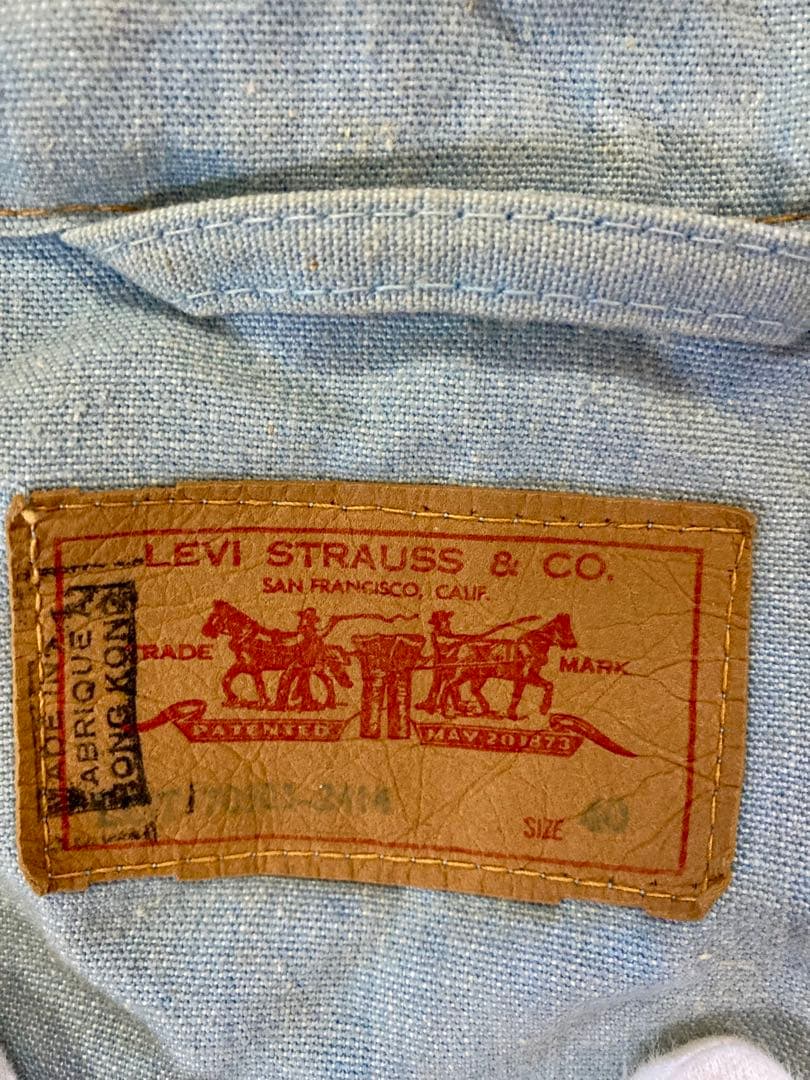 LEVI STRAUSS & CO.
SAN FRANCISCO, CALIF.
TRADE MARK
PATENTED MAY 20 1873
LOT
SIZE 40
MADE IN
FABRIQUE A
HONG KONG